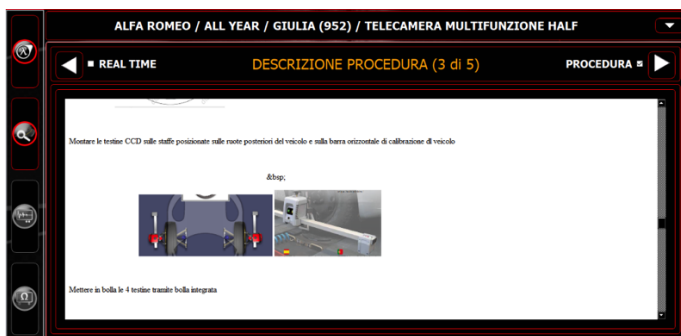 ALFA ROMEO / ALL YEAR / GIULIA (952) / TELECAMERA MULTIFUNZIONE HALF
REAL TIME
DESCRIZIONE PROCEDURA (3 di 5)
PROCEDURA
Montare le testine CCD sulle staffe posizionate sulle ruote posteriori del veicolo e sulla barra orizzontale di calibrazione dl veicolo
&bsp;
Mettere in bolla le 4 testine tramite bolla integrata